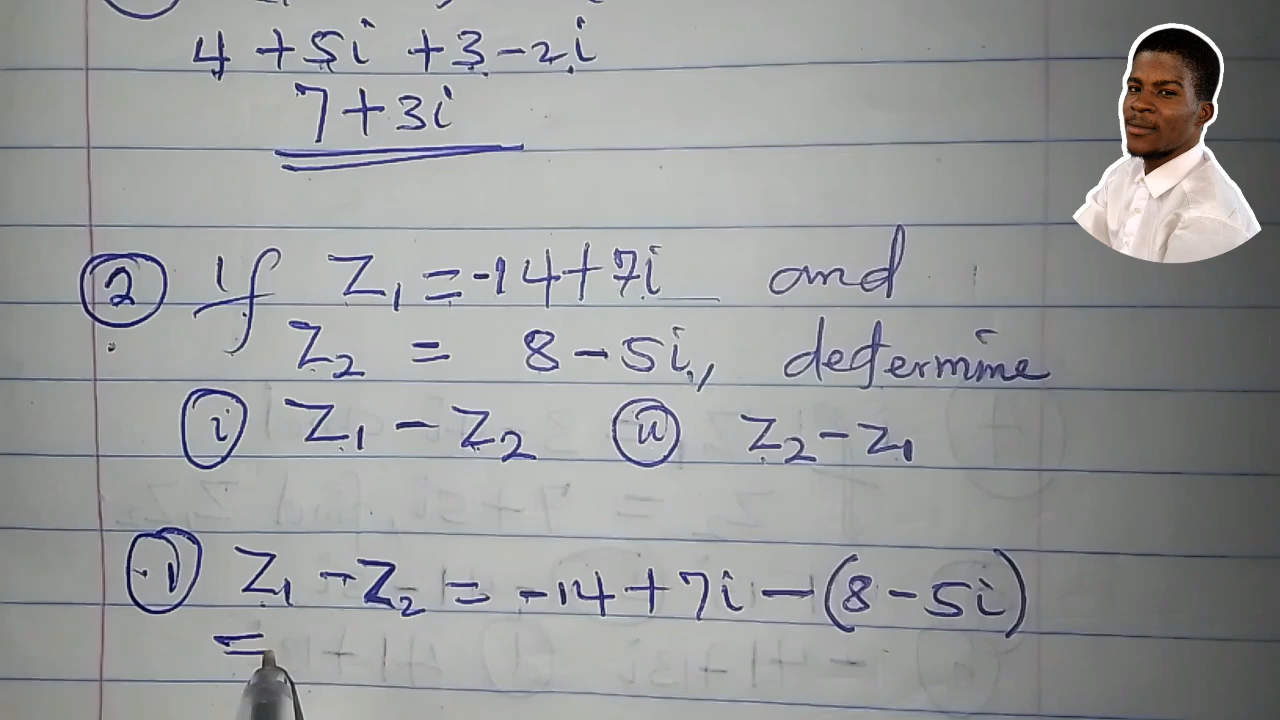 4 + 5i + 3 - 2i
7 + 3i
② If Z₁ = -14 + 7i and
Z₂ = 8 - 5i, determine
(i) Z₁ - Z₂ (ii) Z₂ - Z₁
(i) Z₁ - Z₂ = -14 + 7i - (8 - 5i)
=